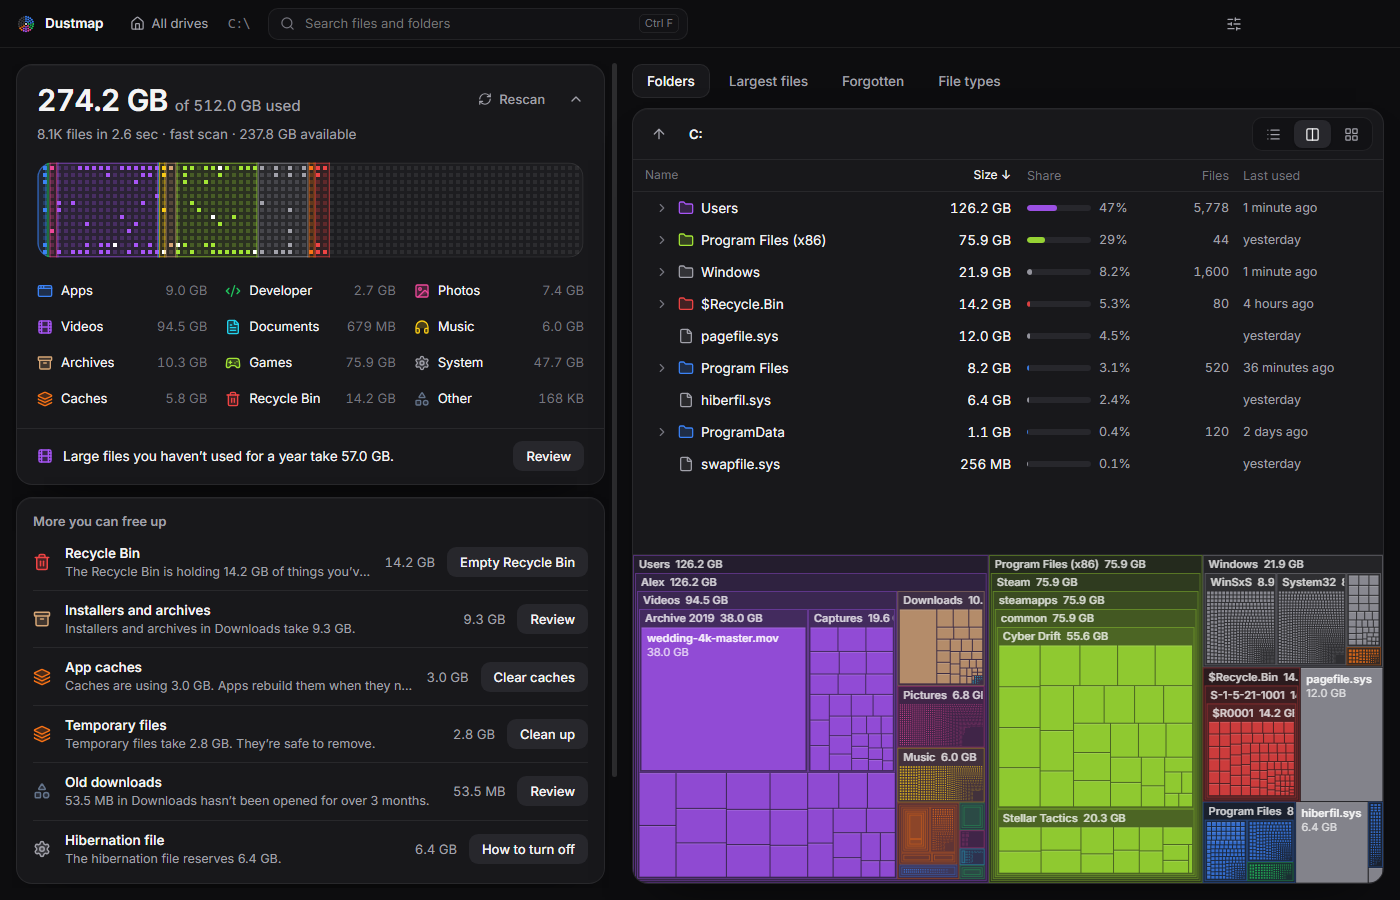 Dustmap
All drives
C:\
Search files and folders
Ctrl F
274.2 GB of 512.0 GB used
Rescan
8.1K files in 2.6 sec · fast scan · 237.8 GB available
Apps 9.0 GB
Developer 2.7 GB
Photos 7.4 GB
Videos 94.5 GB
Documents 679 MB
Music 6.0 GB
Archives 10.3 GB
Games 75.9 GB
System 47.7 GB
Caches 5.8 GB
Recycle Bin 14.2 GB
Other 168 KB
Large files you haven’t used for a year take 57.0 GB.
Review
More you can free up
Recycle Bin
The Recycle Bin is holding 14.2 GB of things you’v...
14.2 GB
Empty Recycle Bin
Installers and archives
Installers and archives in Downloads take 9.3 GB.
9.3 GB
Review
App caches
Caches are using 3.0 GB. Apps rebuild them when they n...
3.0 GB
Clear caches
Temporary files
Temporary files take 2.8 GB. They’re safe to remove.
2.8 GB
Clean up
Old downloads
53.5 MB in Downloads hasn’t been opened for over 3 months.
53.5 MB
Review
Hibernation file
The hibernation file reserves 6.4 GB.
6.4 GB
How to turn off
Folders
Largest files
Forgotten
File types
C:
Name Size Share Files Last used
Users 126.2 GB 47% 5,778 1 minute ago
Program Files (x86) 75.9 GB 29% 44 yesterday
Windows 21.9 GB 8.2% 1,600 1 minute ago
$Recycle.Bin 14.2 GB 5.3% 80 4 hours ago
pagefile.sys 12.0 GB 4.5% yesterday
Program Files 8.2 GB 3.1% 520 36 minutes ago
hiberfil.sys 6.4 GB 2.4% yesterday
ProgramData 1.1 GB 0.4% 120 2 days ago
swapfile.sys 256 MB 0.1% yesterday
Users 126.2 GB
Alex 126.2 GB
Videos 94.5 GB
Archive 2019 38.0 GB
wedding-4k-master.mov
38.0 GB
Captures 19.6
Downloads 10.
Pictures 6.8 G
Music 6.0 GB
Program Files (x86) 75.9 GB
Steam 75.9 GB
steamapps 75.9 GB
common 75.9 GB
Cyber Drift 55.6 GB
Stellar Tactics 20.3 GB
Windows 21.9 GB
WinSxS 8.9
System32
$Recycle.Bin 14.
S-1-5-21-1001
$R0001 14.2 G
pagefile.sys
12.0 GB
Program Files 8
hiberfil.sys
6.4 GB